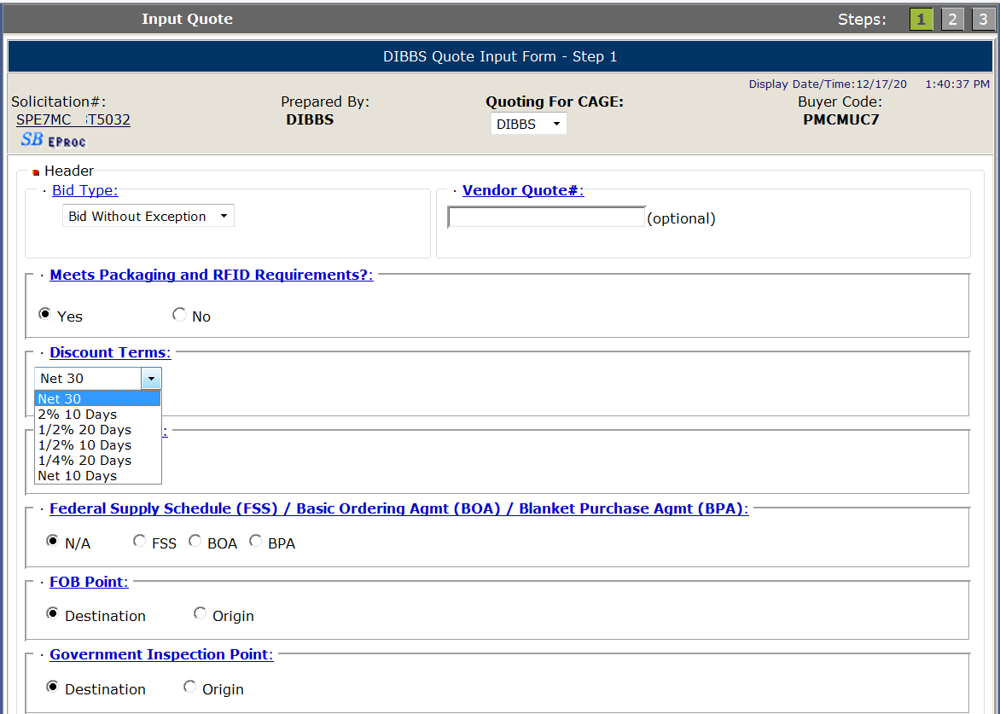 Input Quote Steps: 1 2 3
DIBBS Quote Input Form - Step 1
Display Date/Time:12/17/20 1:40:37 PM
Solicitation#: Prepared By: Quoting For CAGE: Buyer Code:
SPE7MC T5032 DIBBS DIBBS PMCMUC7
SB EPROC
Header
· Bid Type: · Vendor Quote#:
Bid Without Exception (optional)
· Meets Packaging and RFID Requirements?:
Yes No
· Discount Terms:
Net 30
Net 30
2% 10 Days
1/2% 20 Days
:
1/2% 10 Days
1/4% 20 Days
Net 10 Days
· Federal Supply Schedule (FSS) / Basic Ordering Agmt (BOA) / Blanket Purchase Agmt (BPA):
N/A FSS BOA BPA
· FOB Point:
Destination Origin
· Government Inspection Point:
Destination Origin